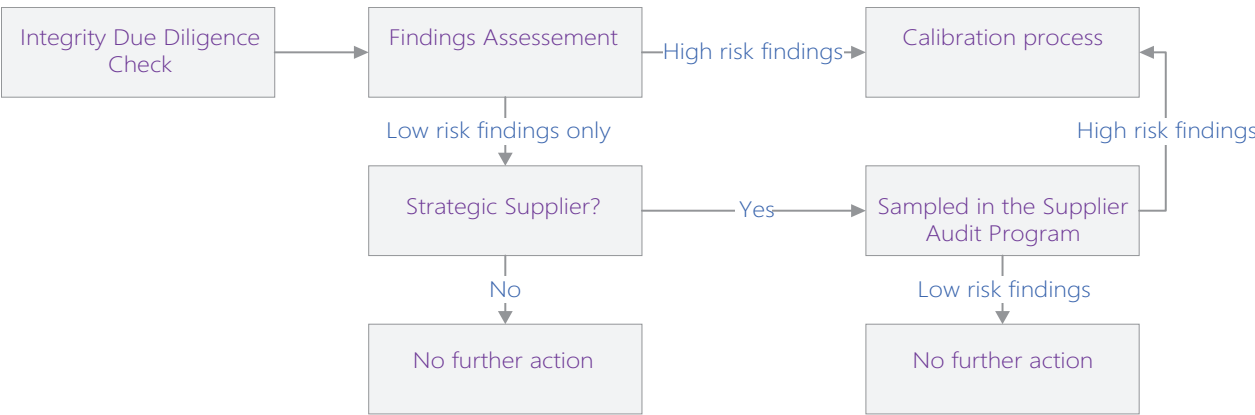 Integrity Due Diligence
Check
Findings Assessement
High risk findings
Calibration process
Low risk findings only
High risk findings
Strategic Supplier?
Yes
Sampled in the Supplier
Audit Program
No
Low risk findings
No further action
No further action